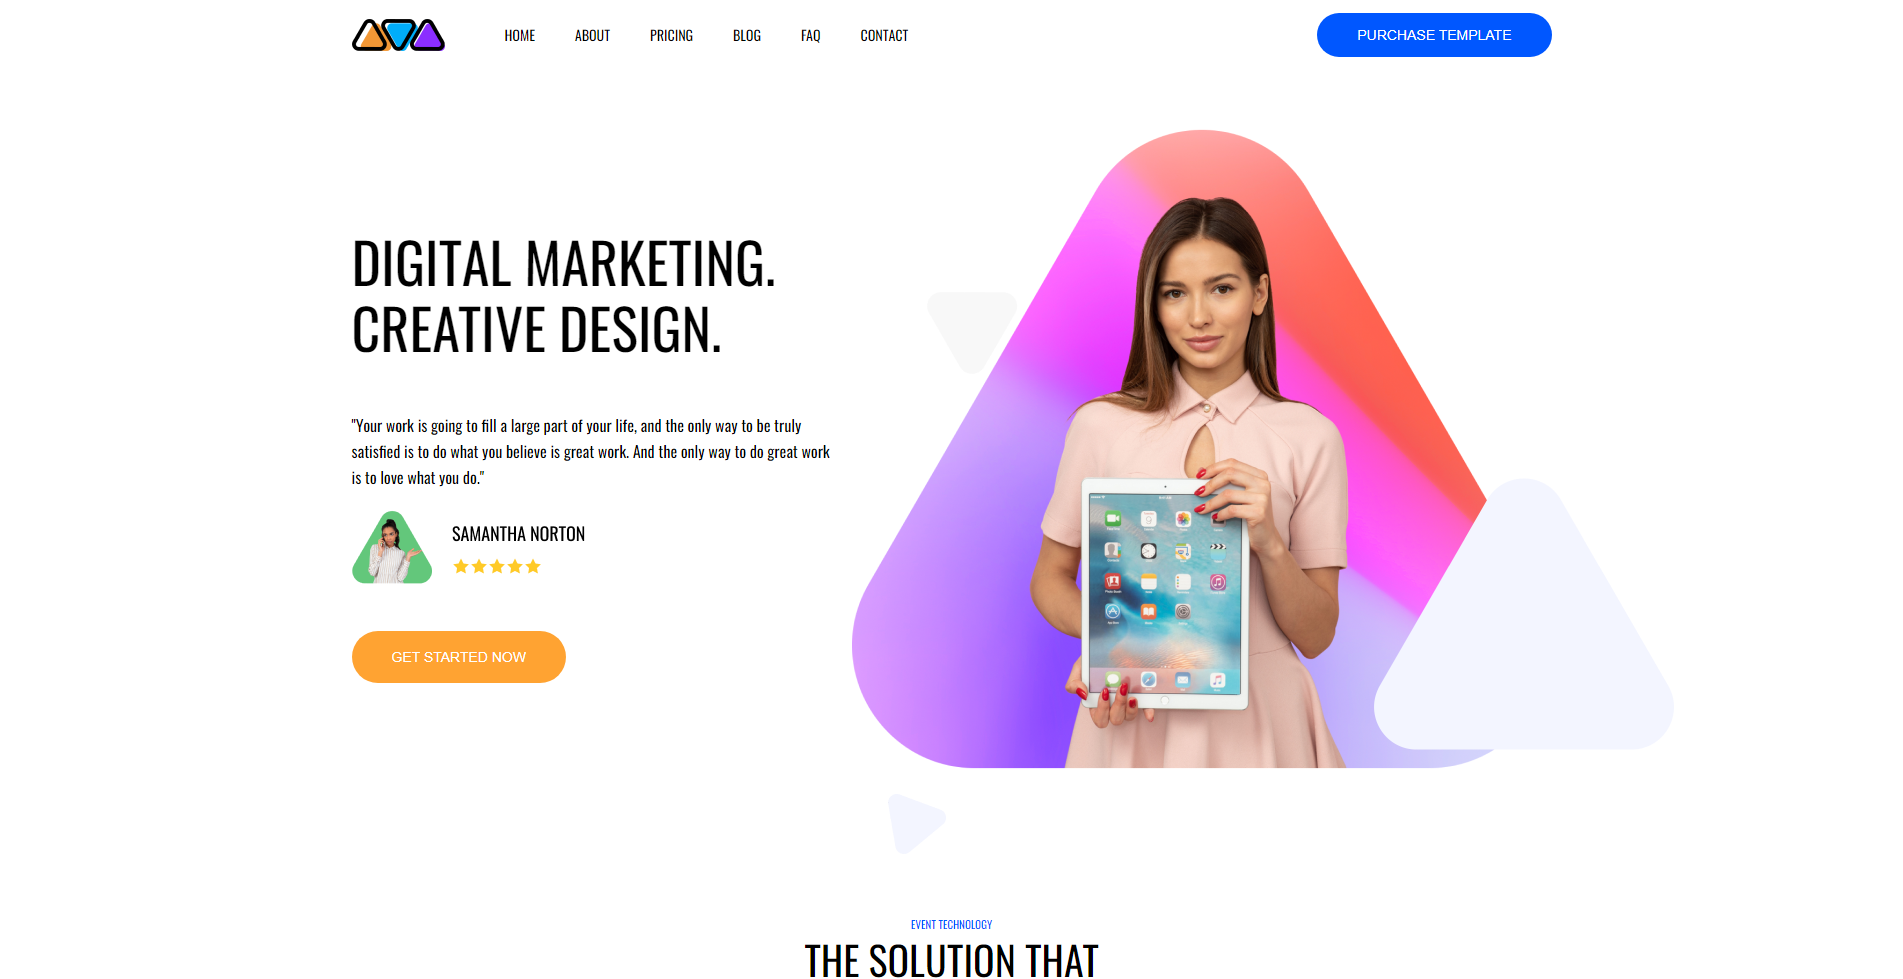 HOME
ABOUT
PRICING
BLOG
FAQ
CONTACT
PURCHASE TEMPLATE
DIGITAL MARKETING.
CREATIVE DESIGN.
"Your work is going to fill a large part of your life, and the only way to be truly
satisfied is to do what you believe is great work. And the only way to do great work
is to love what you do."
SAMANTHA NORTON
GET STARTED NOW
EVENT TECHNOLOGY
THE SOLUTION THAT